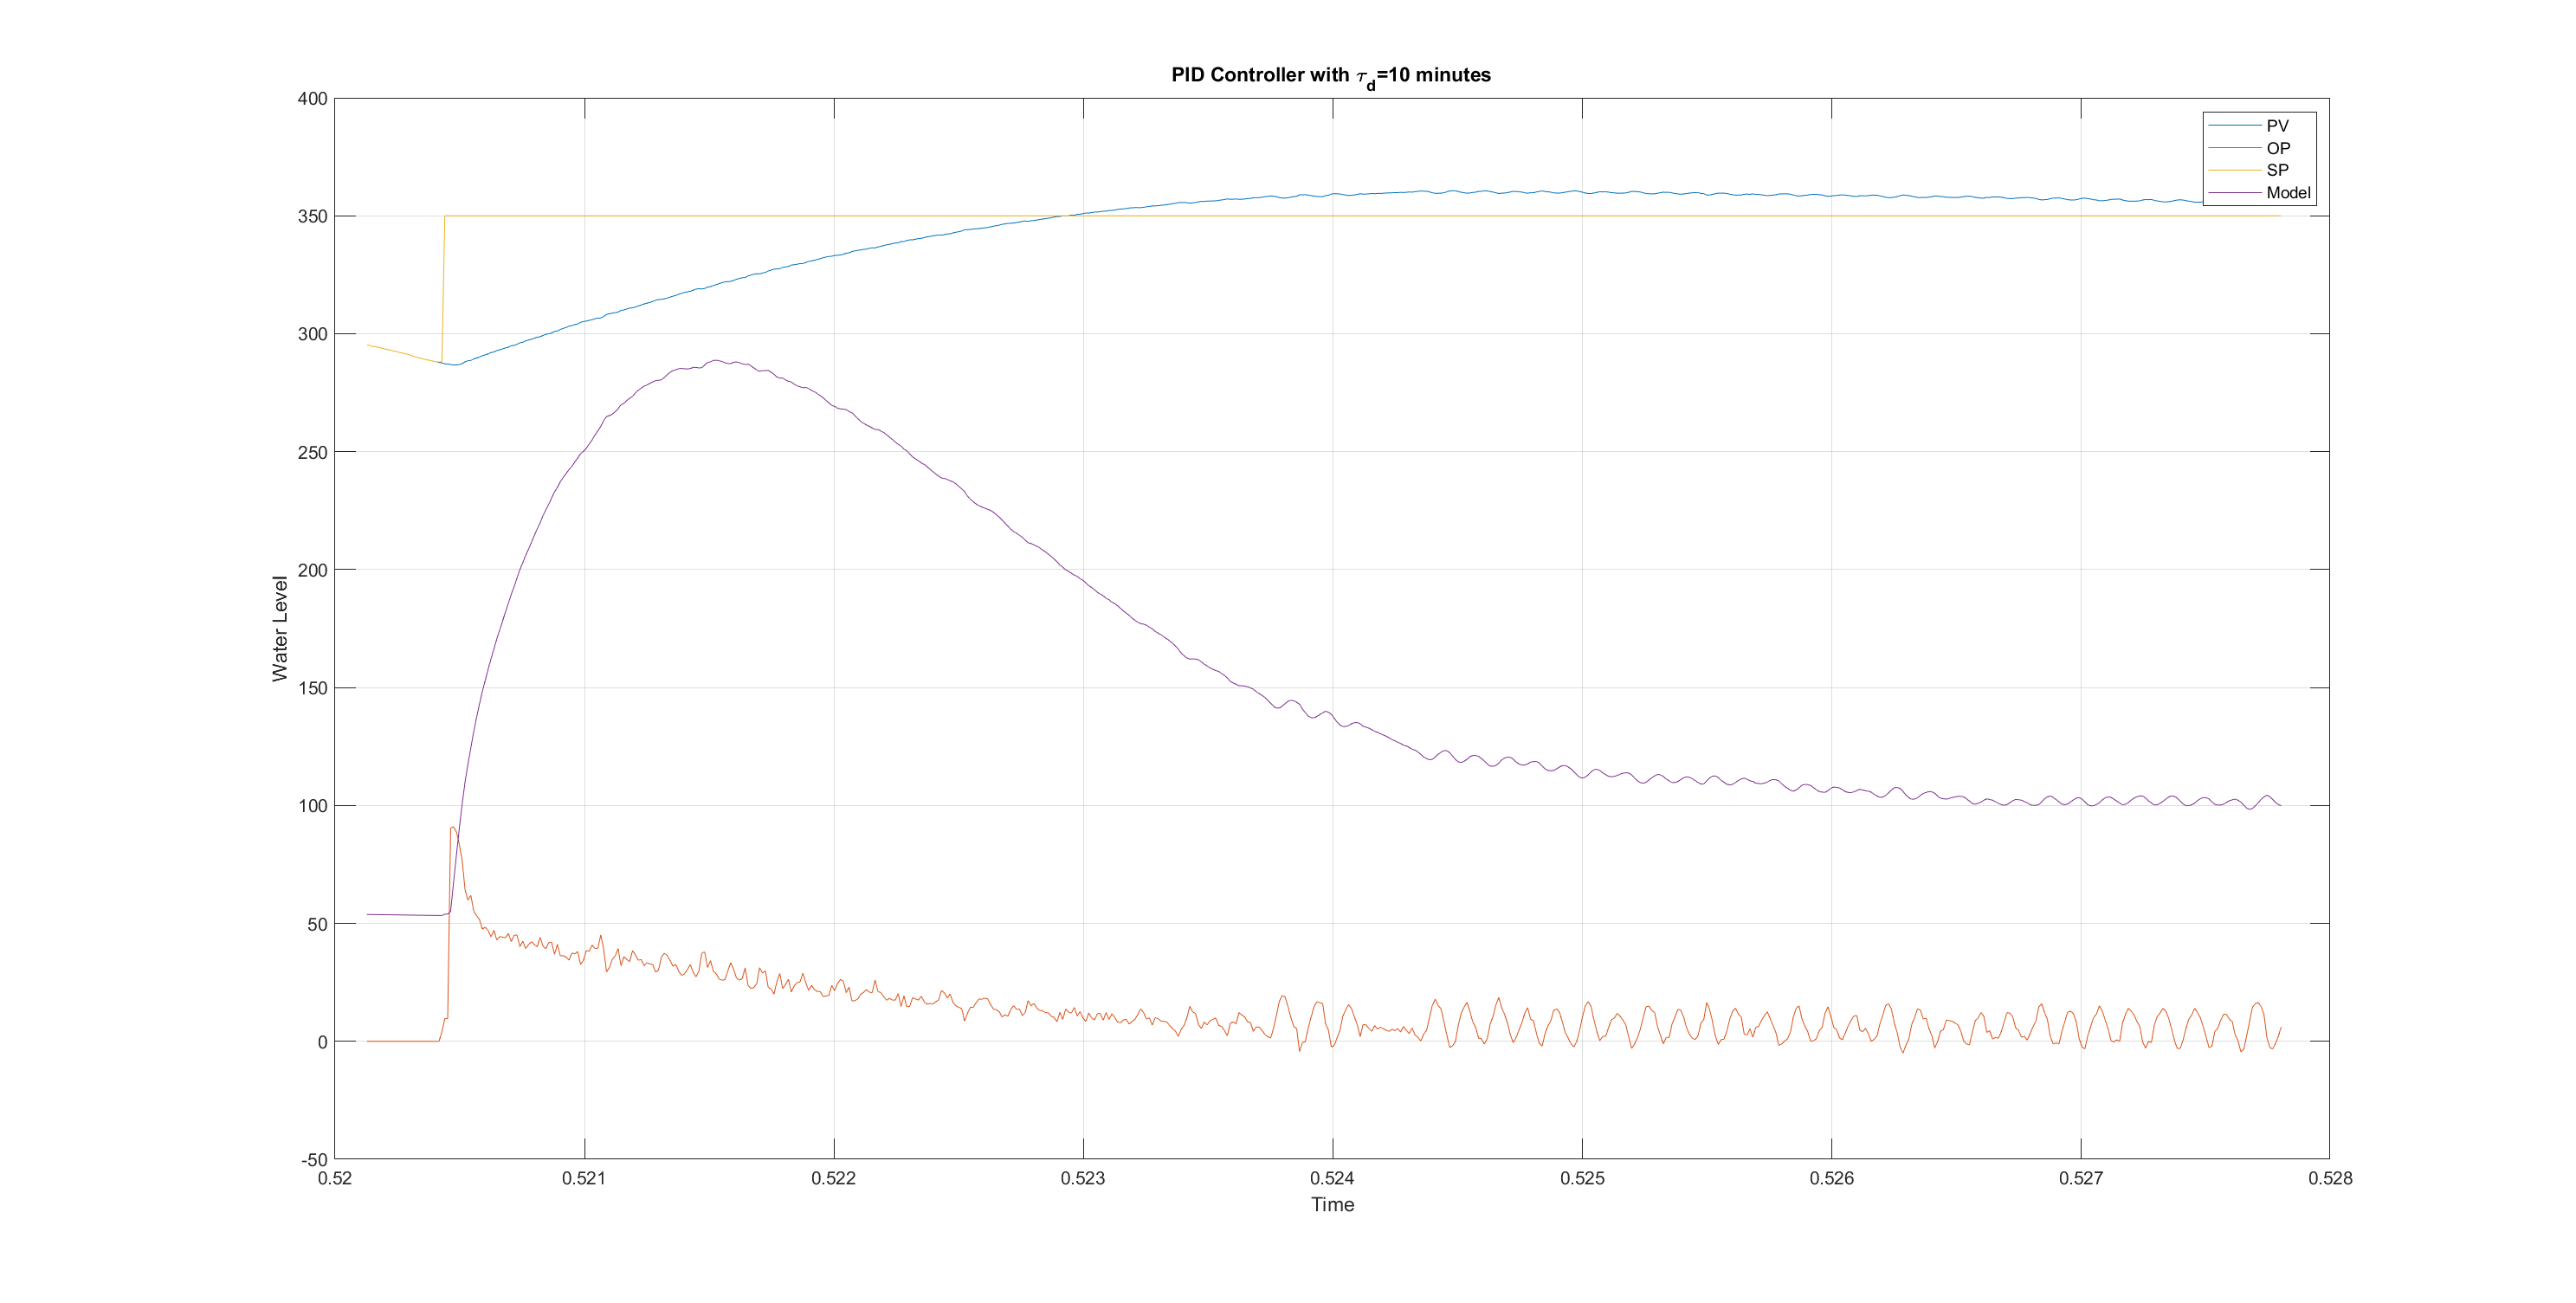 PID Controller with τd=10 minutes
400
350
300
250
200
150
100
50
0
-50
Water Level
0.52 0.521 0.522 0.523 0.524 0.525 0.526 0.527 0.528
Time
PV
OP
SP
Model